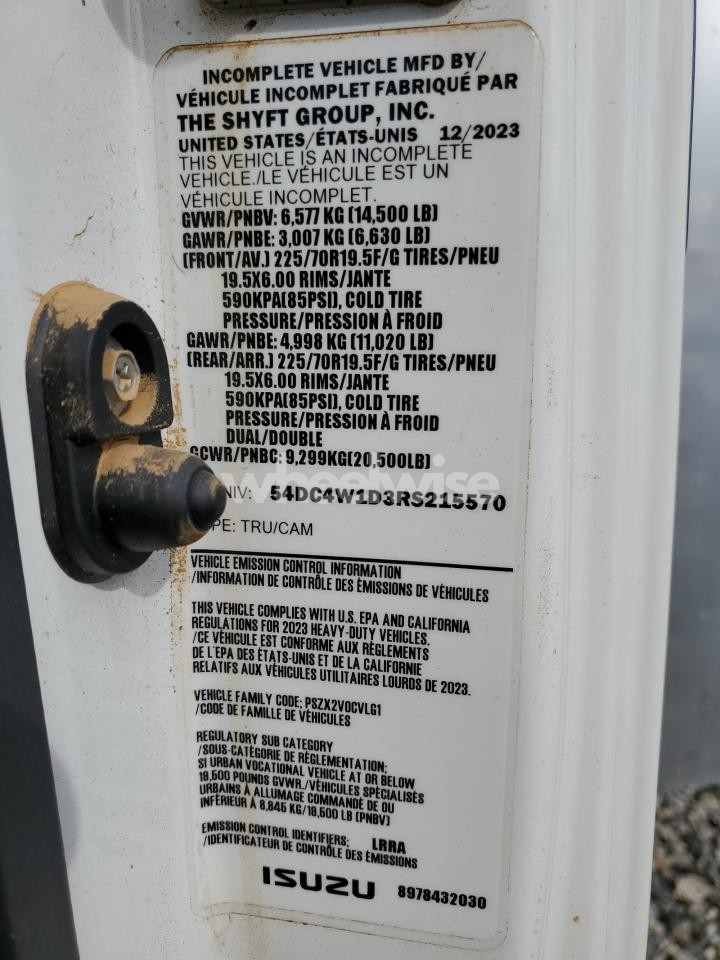 INCOMPLETE VEHICLE MFD BY/
VÉHICULE INCOMPLET FABRIQUÉ PAR
THE SHYFT GROUP, INC.
UNITED STATES/ÉTATS-UNIS 12/2023
THIS VEHICLE IS AN INCOMPLETE
VEHICLE./LE VÉHICULE EST UN
VÉHICULE INCOMPLET.
GVWR/PNBV: 6,577 KG (14,500 LB)
GAWR/PNBE: 3,007 KG (6,630 LB)
(FRONT/AV.) 225/70R19.5F/G TIRES/PNEU
19.5X6.00 RIMS/JANTE
590KPA(85PSI), COLD TIRE
PRESSURE/PRESSION À FROID
GAWR/PNBE: 4,998 KG (11,020 LB)
(REAR/ARR.) 225/70R19.5F/G TIRES/PNEU
19.5X6.00 RIMS/JANTE
590KPA(85PSI), COLD TIRE
PRESSURE/PRESSION À FROID
DUAL/DOUBLE
GCWR/PNBC: 9,299KG(20,500LB)
wheelwise
NIV: 54DC4W1D3RS215570
PE: TRU/CAM
VEHICLE EMISSION CONTROL INFORMATION
/INFORMATION DE CONTRÔLE DES ÉMISSIONS DE VÉHICULES
THIS VEHICLE COMPLIES WITH U.S. EPA AND CALIFORNIA
REGULATIONS FOR 2023 HEAVY-DUTY VEHICLES.
/CE VÉHICULE EST CONFORME AUX RÈGLEMENTS
DE L'EPA DES ÉTATS-UNIS ET DE LA CALIFORNIE
RELATIFS AUX VÉHICULES UTILITAIRES LOURDS DE 2023.
VEHICLE FAMILY CODE: PSZX2VOCVLG1
/CODE DE FAMILLE DE VÉHICULES
REGULATORY SUB CATEGORY
/SOUS-CATÉGORIE DE RÉGLEMENTATION:
SI URBAN VOCATIONAL VEHICLE AT OR BELOW
19,500 POUNDS GVWR./VÉHICULES SPÉCIALISÉS
URBAINS À ALLUMAGE COMMANDÉ DE OU
INFÉRIEUR À 8,845 KG/19,500 LB (PNBV)
EMISSION CONTROL IDENTIFIERS: LRRA
/IDENTIFICATEUR DE CONTRÔLE DES ÉMISSIONS
ISUZU 8978432030